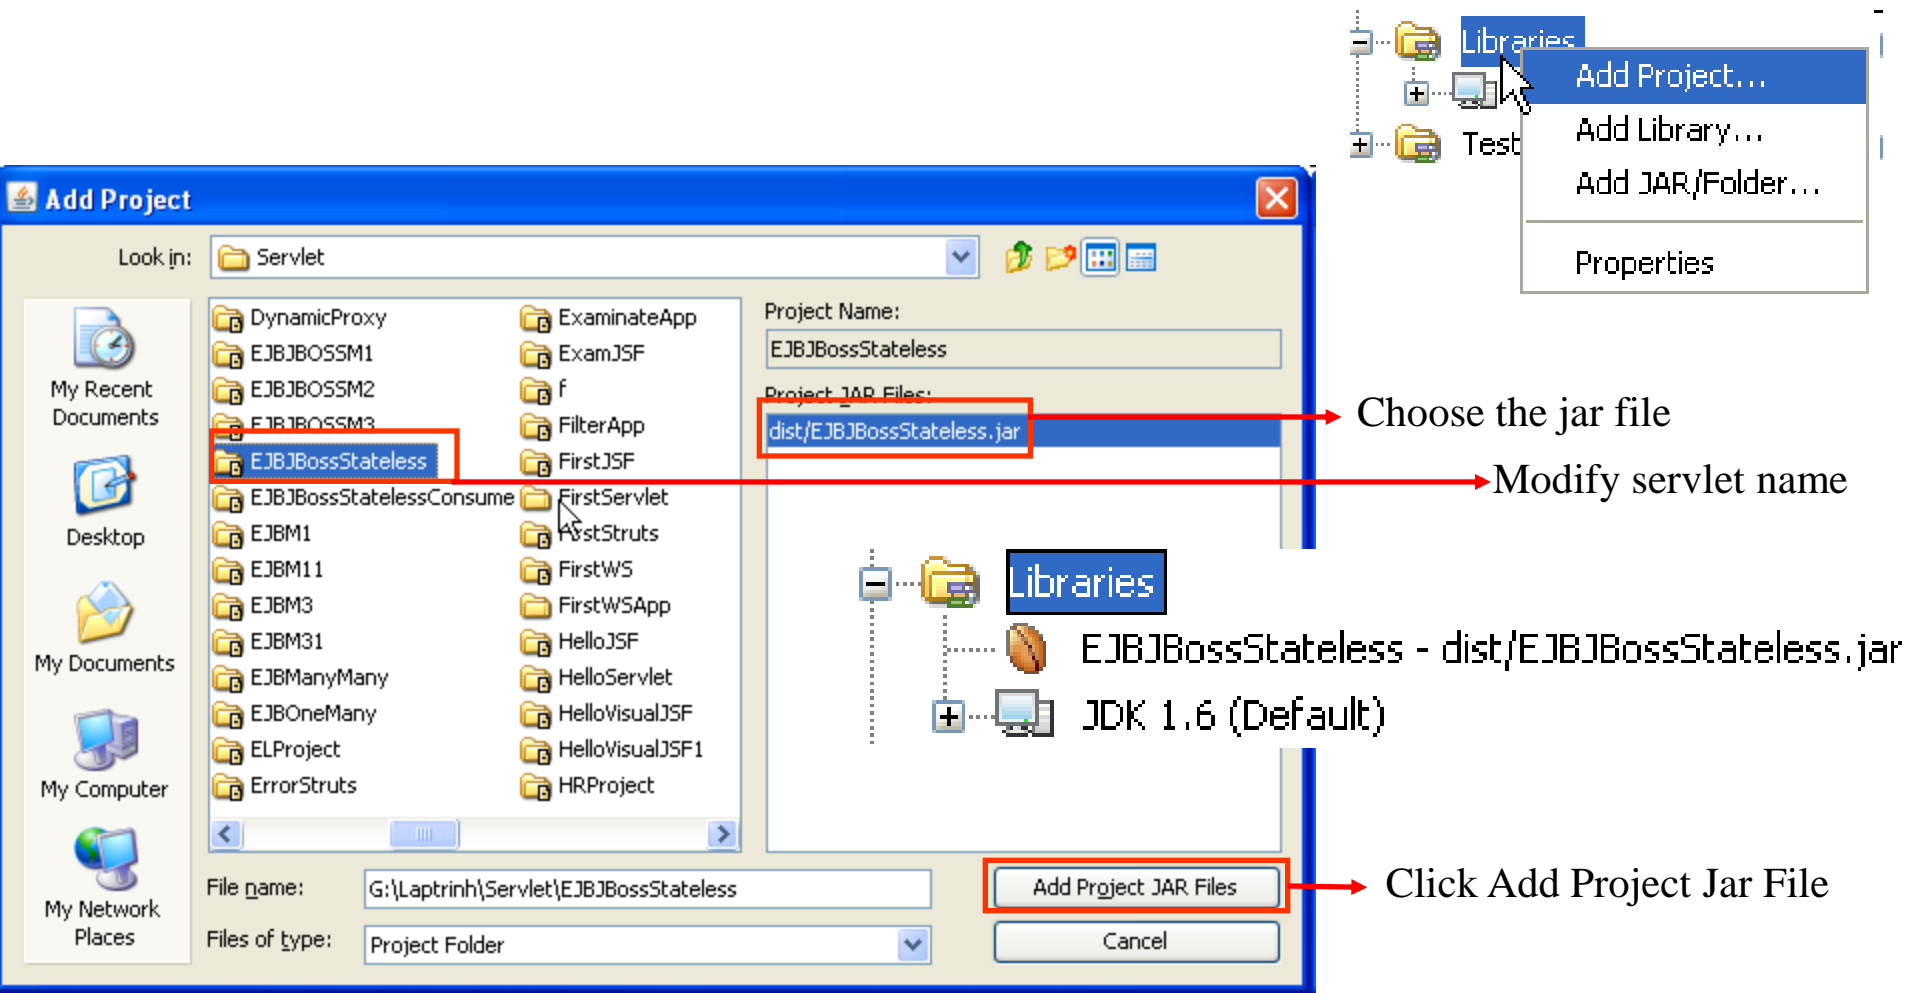 Libraries
Add Project...
Add Library...
Test
Add JAR/Folder...
Properties
Add Project
Look in:
Servlet
My Recent
Documents
Desktop
My Documents
My Computer
My Network
Places
DynamicProxy
EJBJBOSSM1
EJBJBOSSM2
EJBJBOSSM3
EJBJBossStateless
EJBJBossStatelessConsume
EJBM1
EJBM11
EJBM3
EJBM31
EJBManyMany
EJBOneMany
ELProject
ErrorStruts
ExaminateApp
ExamJSF
f
FilterApp
FirstJSF
FirstServlet
FirstStruts
FirstWS
FirstWSApp
HelloJSF
HelloServlet
HelloVisualJSF
HelloVisualJSF1
HRProject
Project Name:
EJBJBossStateless
Project JAR Files:
dist/EJBJBossStateless.jar
Choose the jar file
Modify servlet name
Libraries
EJBJBossStateless - dist/EJBJBossStateless.jar
JDK 1.6 (Default)
File name:
G:\Laptrinh\Servlet\EJBJBossStateless
Files of type:
Project Folder
Add Project JAR Files
Cancel
Click Add Project Jar File